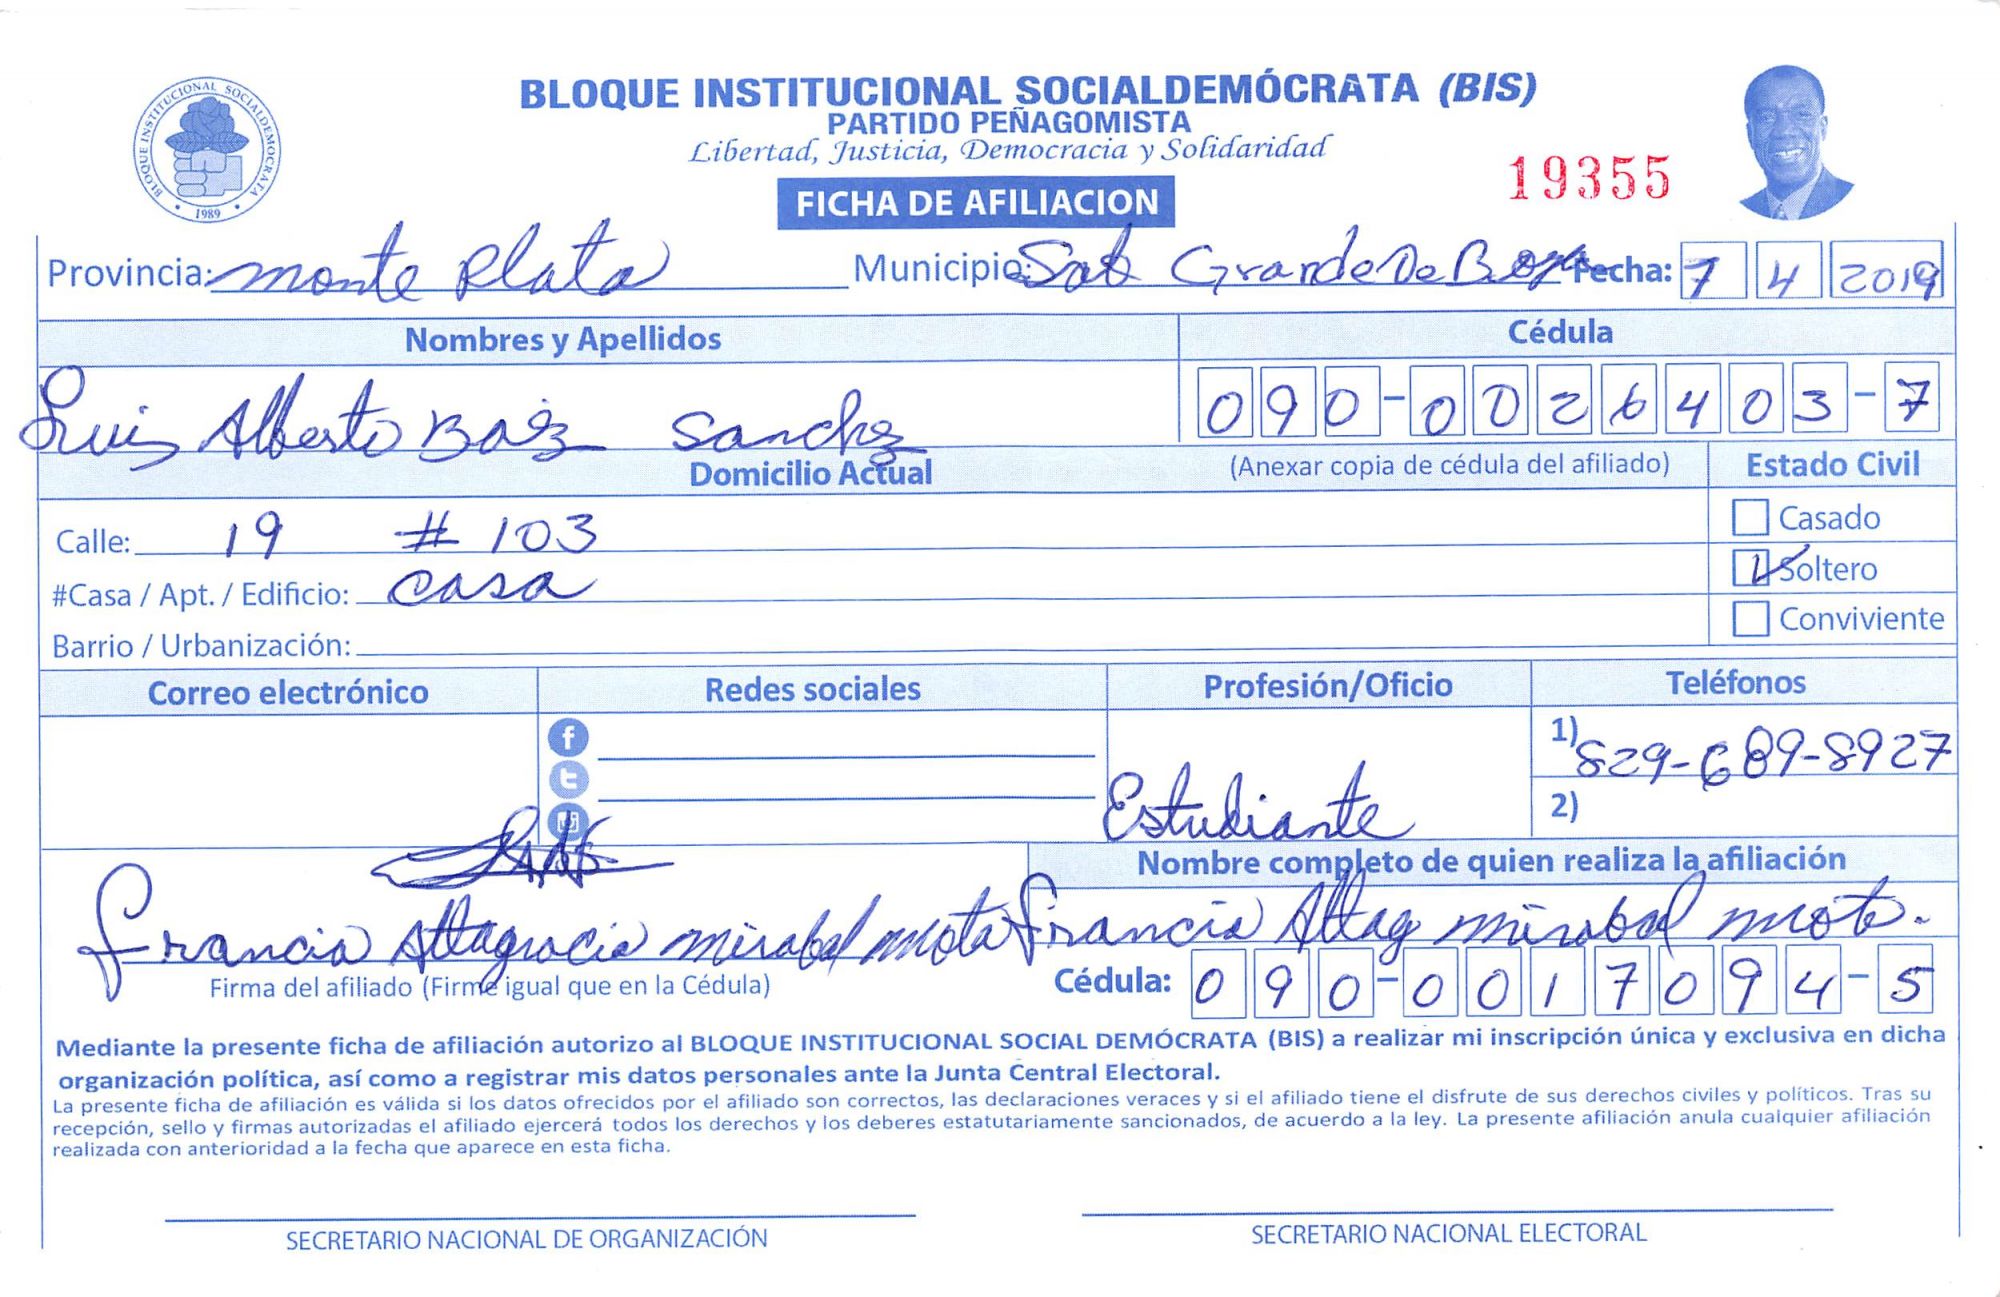 BLOQUE INSTITUCIONAL SOCIALDEMOCRATA
1989
BLOQUE INSTITUCIONAL SOCIALDEMÓCRATA (BIS)
PARTIDO PEÑAGOMISTA
Libertad, Justicia, Democracia y Solidaridad
FICHA DE AFILIACION
19355
Provincia: monte Plata Municipio: Sab Grande De Boya Fecha: 7 4 2019
Nombres y Apellidos Cédula
Luis Alberto Baéz Sanchez 090-0026403-7
Domicilio Actual (Anexar copia de cédula del afiliado) Estado Civil
Calle: 19 # 103 Casado
#Casa / Apt. / Edificio: casa Soltero
Barrio / Urbanización: Conviviente
Correo electrónico Redes sociales Profesión/Oficio Teléfonos
1) 829-689-8927
Estudiante
2)
Nombre completo de quien realiza la afiliación
Francia Altagracia mirabal mota Francia Altag mirabal mota.
Firma del afiliado (Firme igual que en la Cédula) Cédula: 090-0017094-5
Mediante la presente ficha de afiliación autorizo al BLOQUE INSTITUCIONAL SOCIAL DEMÓCRATA (BIS) a realizar mi inscripción única y exclusiva en dicha
organización política, así como a registrar mis datos personales ante la Junta Central Electoral.
La presente ficha de afiliación es válida si los datos ofrecidos por el afiliado son correctos, las declaraciones veraces y si el afiliado tiene el disfrute de sus derechos civiles y políticos. Tras su
recepción, sello y firmas autorizadas el afiliado ejercerá todos los derechos y los deberes estatutariamente sancionados, de acuerdo a la ley. La presente afiliación anula cualquier afiliación
realizada con anterioridad a la fecha que aparece en esta ficha.
SECRETARIO NACIONAL DE ORGANIZACIÓN SECRETARIO NACIONAL ELECTORAL